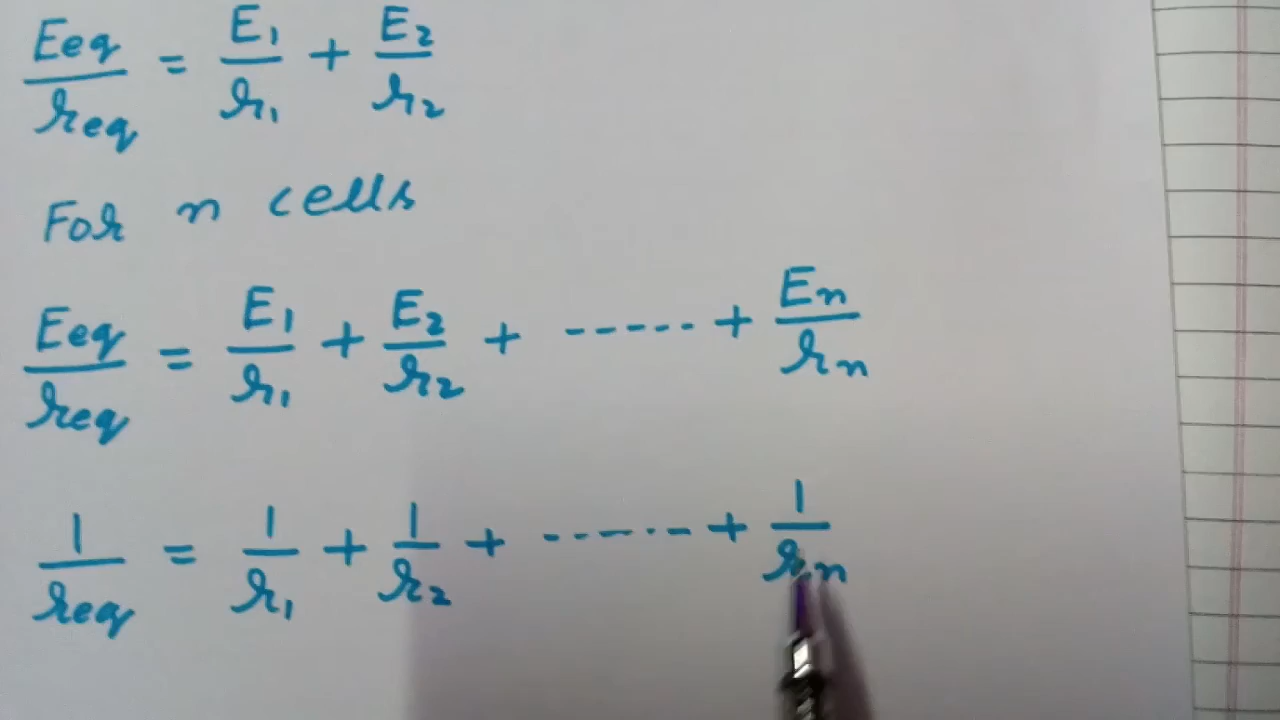 Eeq/req = E1/r1 + E2/r2
For n cells
Eeq/req = E1/r1 + E2/r2 + ------ + En/rn
1/req = 1/r1 + 1/r2 + ------- + 1/rn